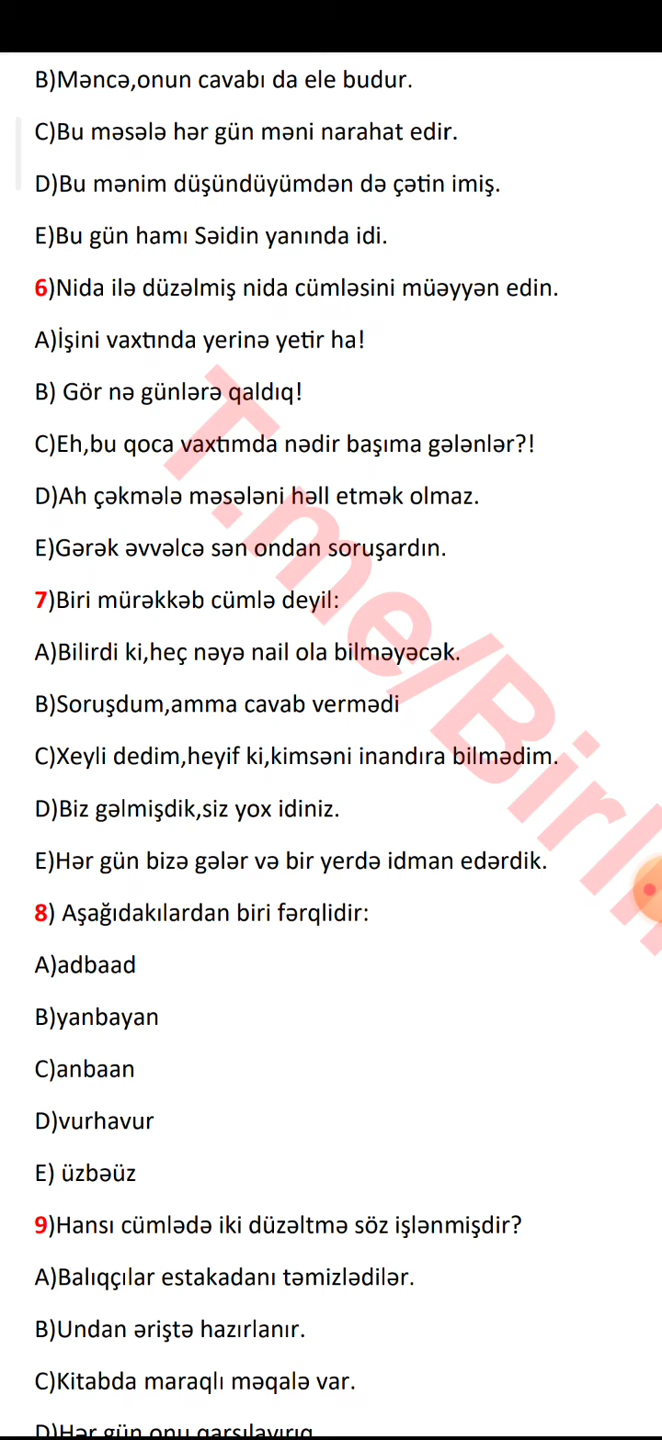 B)Məncə,onun cavabı da ele budur.
C)Bu məsələ hər gün məni narahat edir.
D)Bu mənim düşündüyümdən də çətin imiş.
E)Bu gün hamı Səidin yanında idi.
6)Nida ilə düzəlmiş nida cümləsini müəyyən edin.
A)İşini vaxtında yerinə yetir ha!
B) Gör nə günlərə qaldıq!
C)Eh,bu qoca vaxtımda nədir başıma gələnlər?!
D)Ah çəkmələ məsələni həll etmək olmaz.
E)Gərək əvvəlcə sən ondan soruşardın.
7)Biri mürəkkəb cümlə deyil:
A)Bilirdi ki,heç nəyə nail ola bilməyəcək.
B)Soruşdum,amma cavab vermədi
C)Xeyli dedim,heyif ki,kimsəni inandıra bilmədim.
D)Biz gəlmişdik,siz yox idiniz.
E)Hər gün bizə gələr və bir yerdə idman edərdik.
8) Aşağıdakılardan biri fərqlidir:
A)adbaad
B)yanbayan
C)anbaan
D)vurhavur
E) üzbəüz
9)Hansı cümlədə iki düzəltmə söz işlənmişdir?
A)Balıqçılar estakadanı təmizlədilər.
B)Undan əriştə hazırlanır.
C)Kitabda maraqlı məqalə var.
D)Hər gün onu qarşılayırıq
T.me/Birli